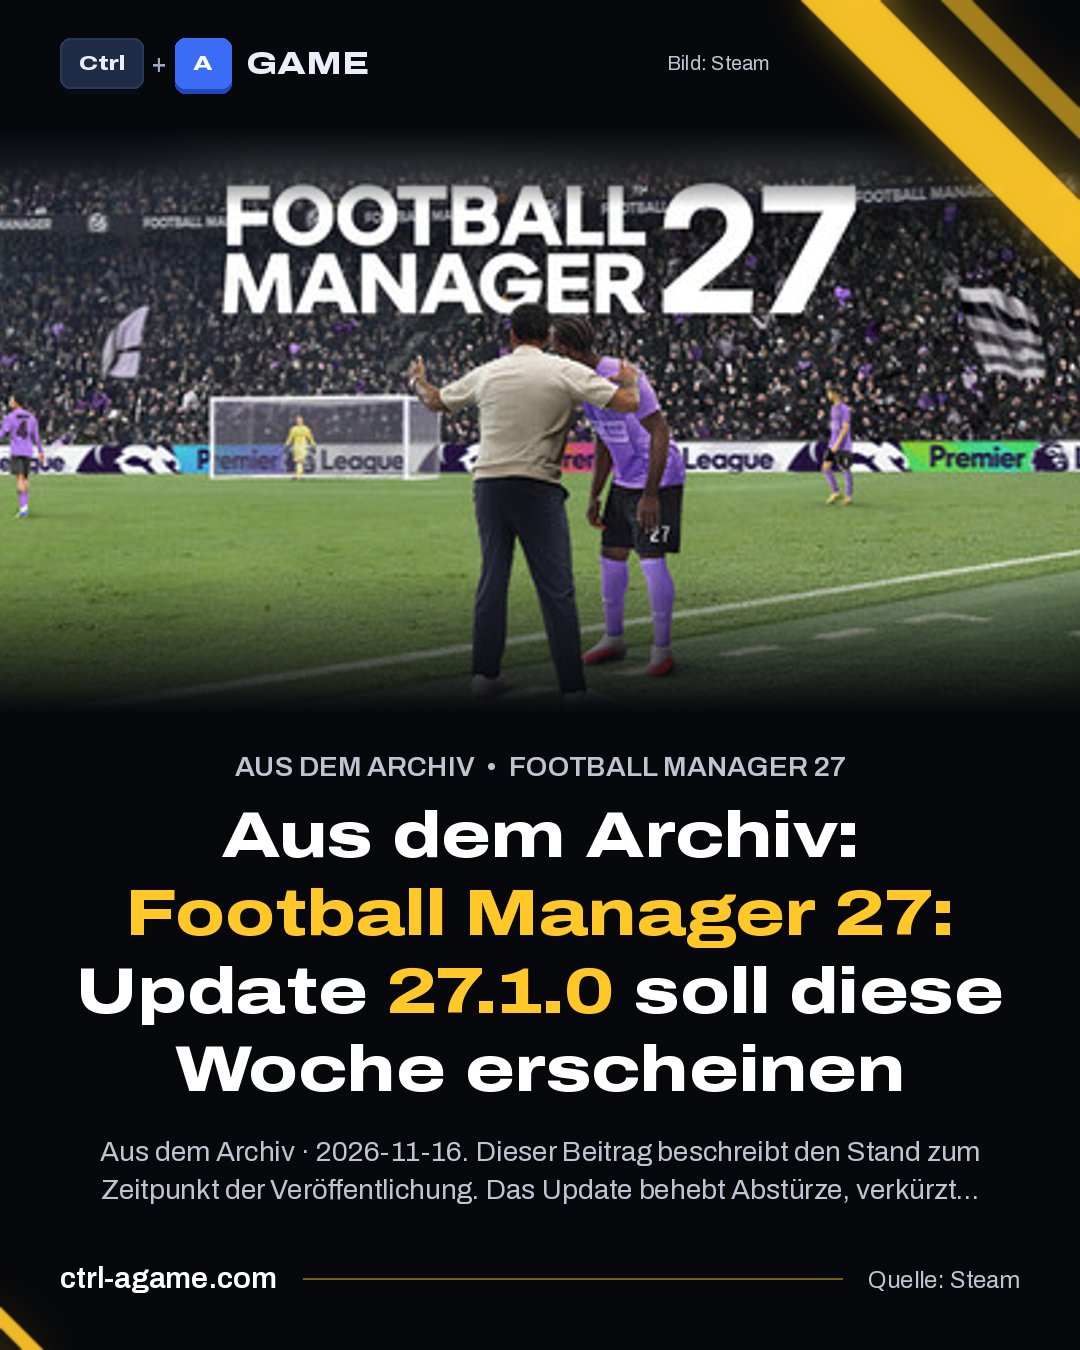 Ctrl + A GAME
Bild: Steam
FOOTBALL MANAGER
FOOTBALL
MANAGER 27
4
Premier League
League
Premier
27
AUS DEM ARCHIV • FOOTBALL MANAGER 27
Aus dem Archiv:
Football Manager 27:
Update 27.1.0 soll diese
Woche erscheinen
Aus dem Archiv · 2026-11-16. Dieser Beitrag beschreibt den Stand zum
Zeitpunkt der Veröffentlichung. Das Update behebt Abstürze, verkürzt...
ctrl-agame.com
Quelle: Steam